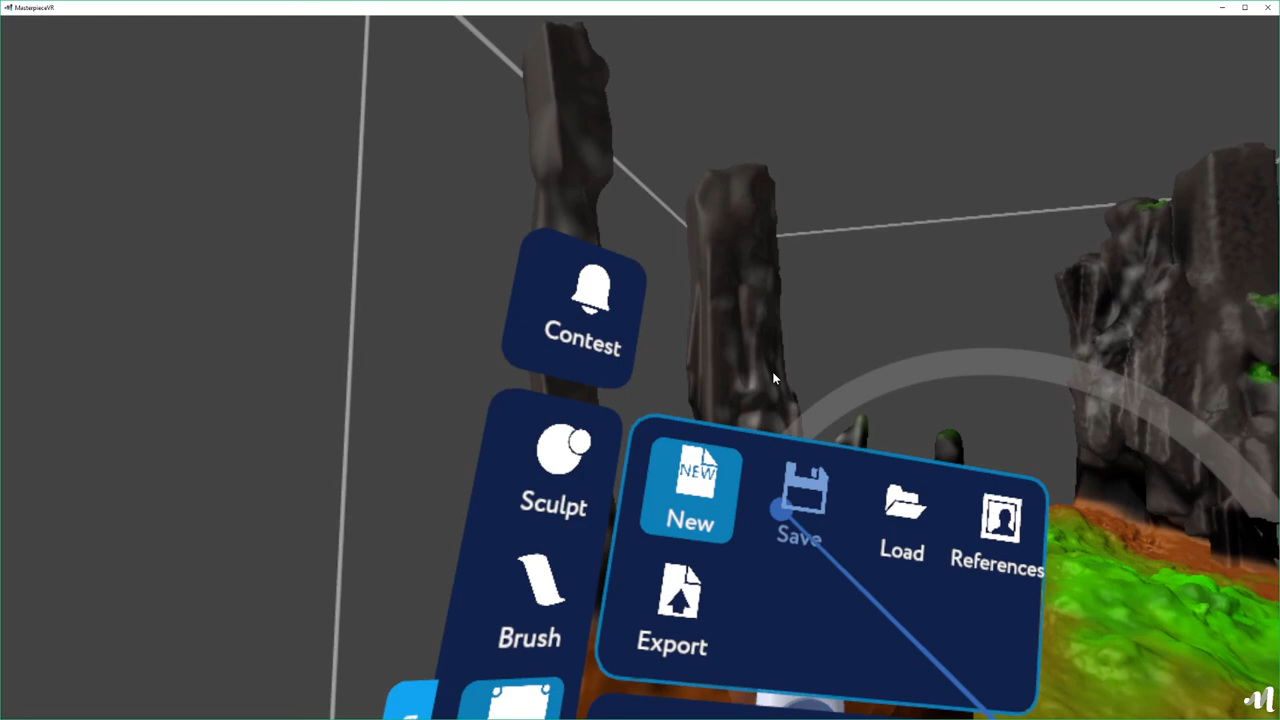 MasterpieceVR
Contest
Sculpt
Brush
NEW
New
Save
Load
References
Export